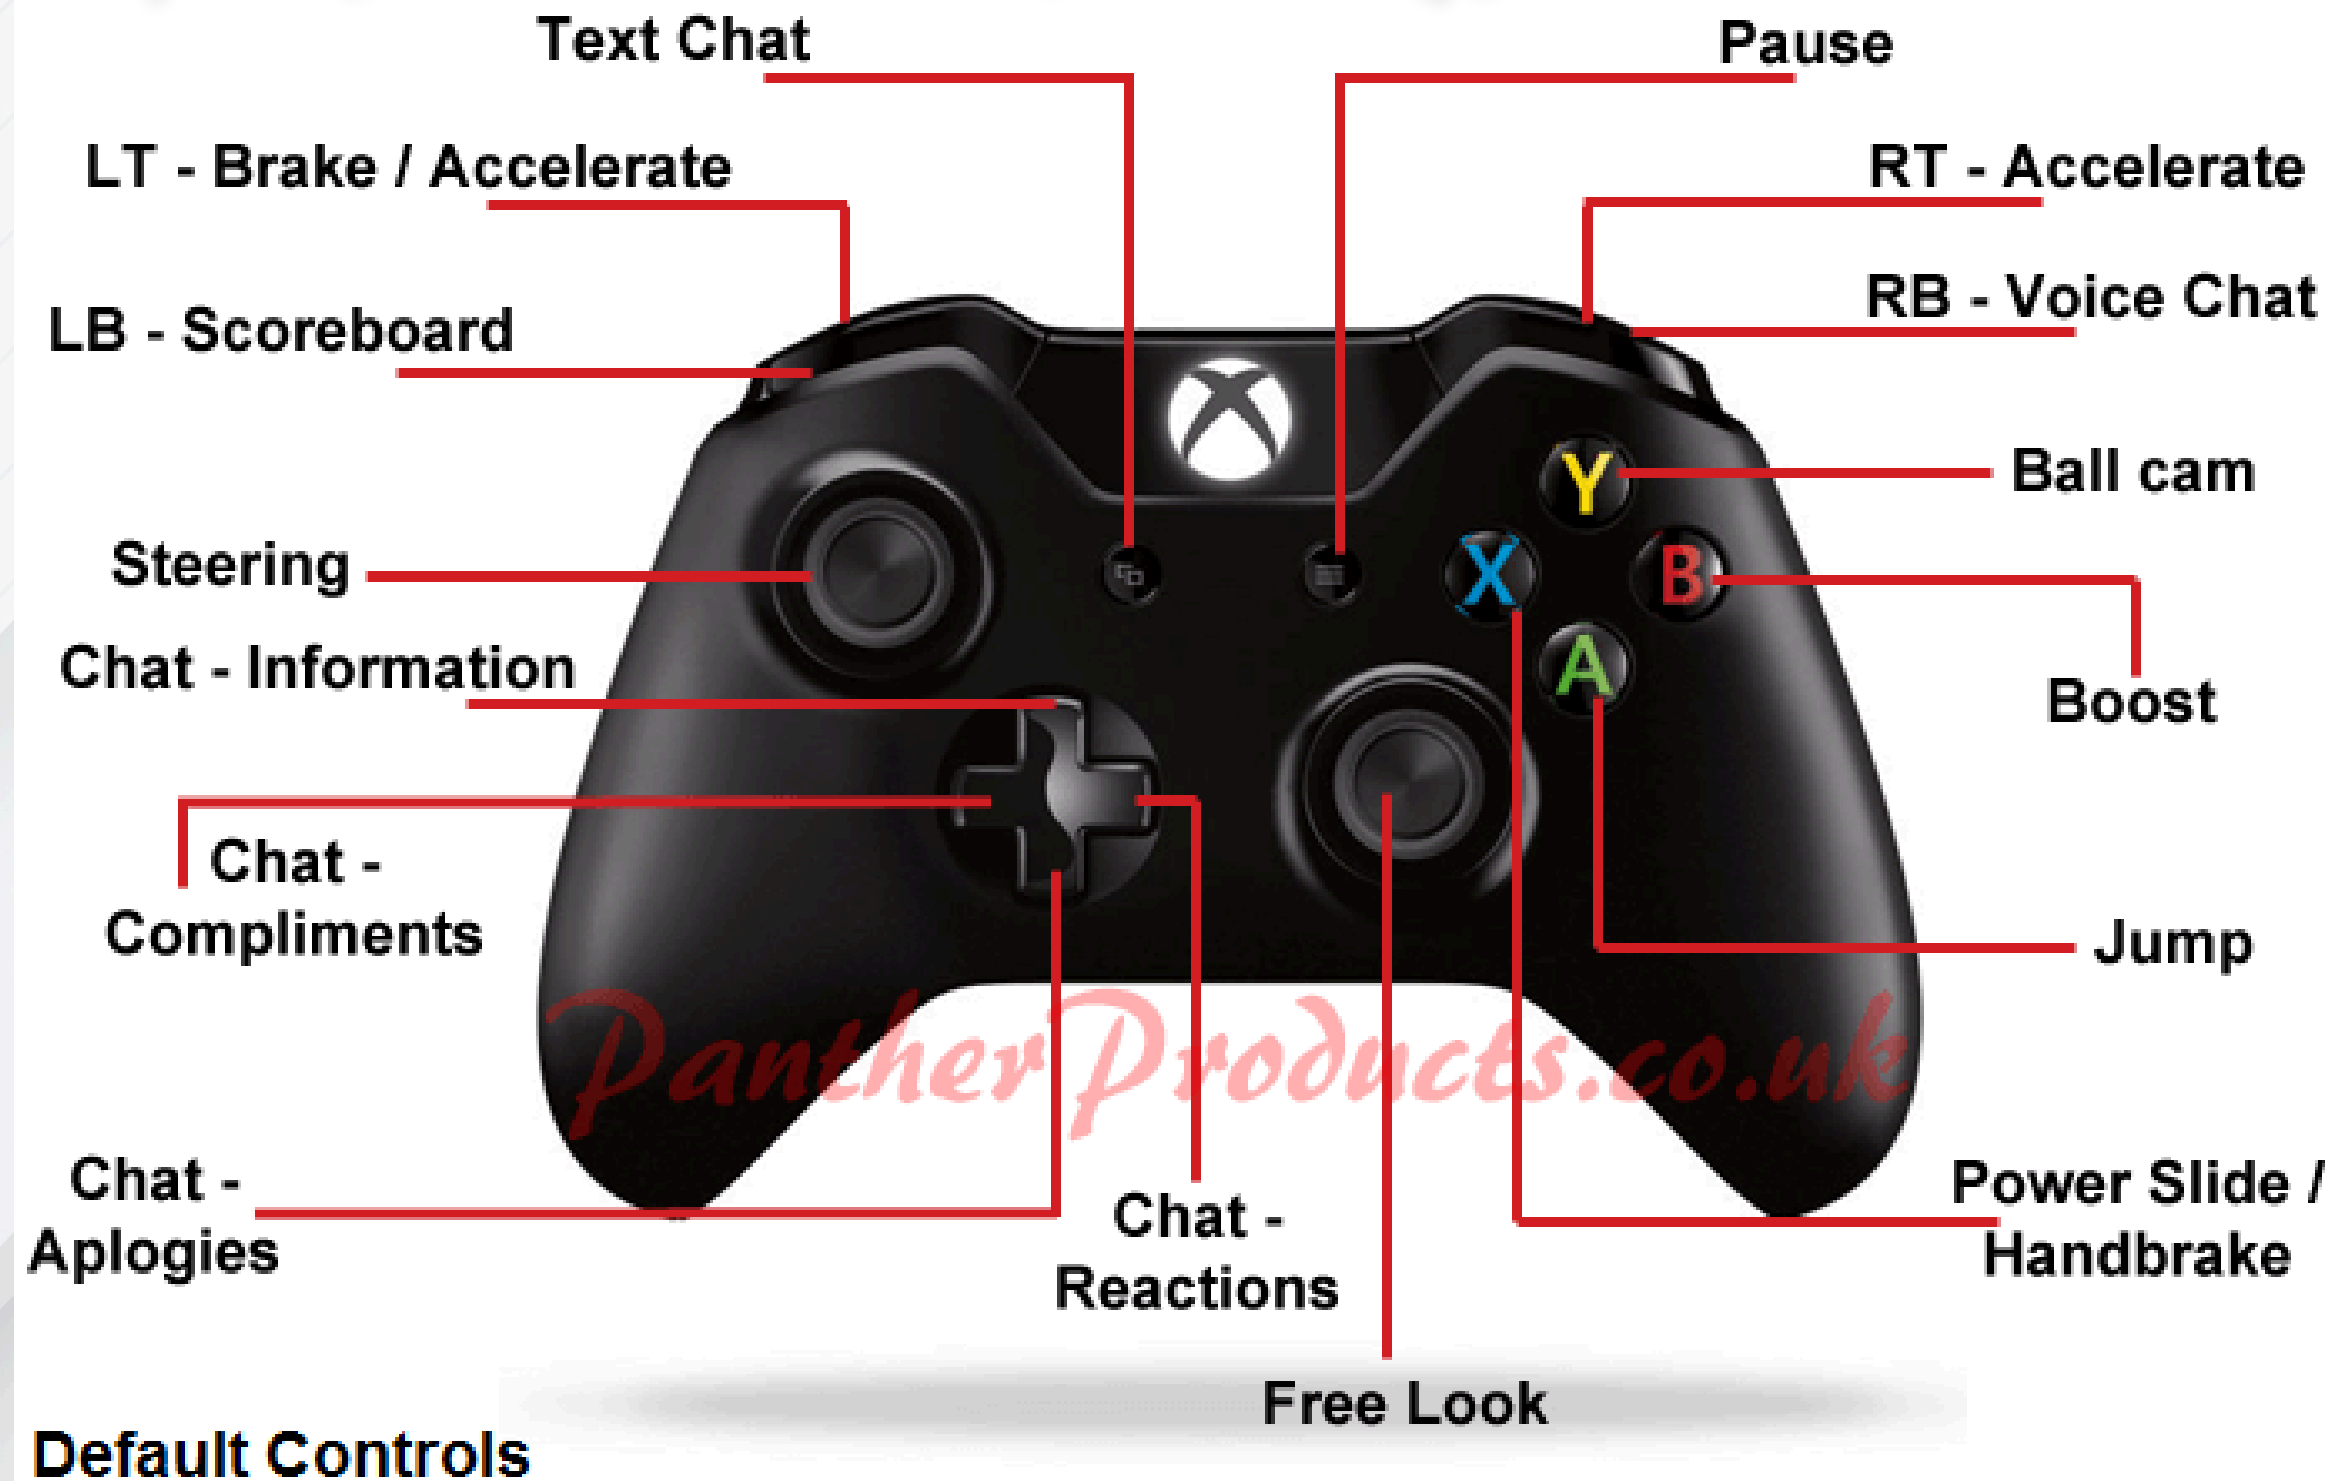 Text Chat
Pause
LT - Brake / Accelerate
RT - Accelerate
RB - Voice Chat
LB - Scoreboard
Y
Ball cam
Steering
X
B
Chat - Information
A
Boost
Chat -
Compliments
Jump
PantherProducts.co.uk
Chat -
Aplogies
Chat -
Reactions
Power Slide /
Handbrake
Free Look
Default Controls